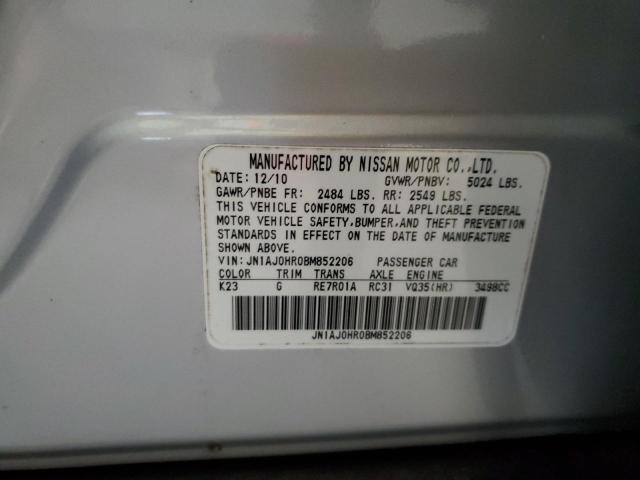 MANUFACTURED BY NISSAN MOTOR CO.,LTD.
DATE: 12/10 GVWR/PNBV: 5024 LBS.
GAWR/PNBE FR: 2484 LBS. RR: 2549 LBS.
THIS VEHICLE CONFORMS TO ALL APPLICABLE FEDERAL
MOTOR VEHICLE SAFETY,BUMPER,AND THEFT PREVENTION
STANDARDS IN EFFECT ON THE DATE OF MANUFACTURE
SHOWN ABOVE.
VIN: JN1AJ0HR0BM852206 PASSENGER CAR
COLOR TRIM TRANS AXLE ENGINE
K23 G RE7R01A RC31 VQ35(HR) 3498CC
JN1AJ0HR0BM852206